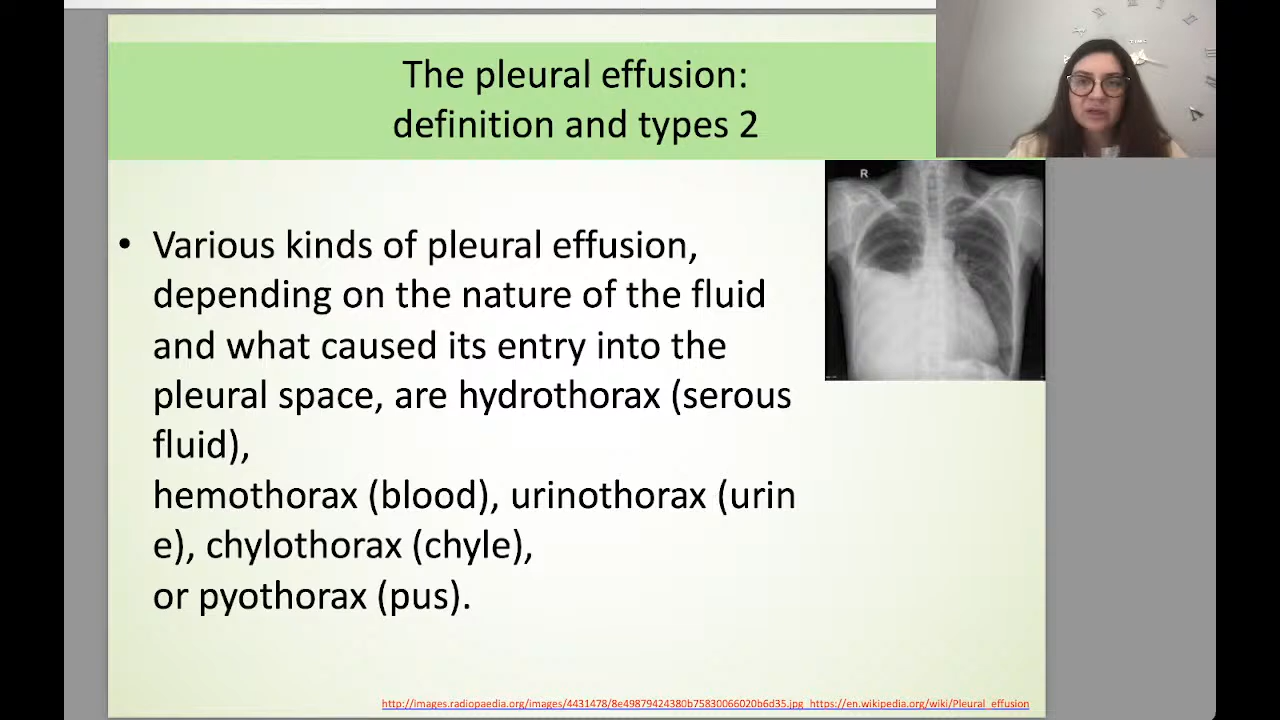 The pleural effusion:
definition and types 2
R
• Various kinds of pleural effusion,
depending on the nature of the fluid
and what caused its entry into the
pleural space, are hydrothorax (serous
fluid),
hemothorax (blood), urinothorax (urin
e), chylothorax (chyle),
or pyothorax (pus).
http://images.radiopaedia.org/images/4431478/8e49879424380b75830066020b6d35.jpg https://en.wikipedia.org/wiki/Pleural_effusion